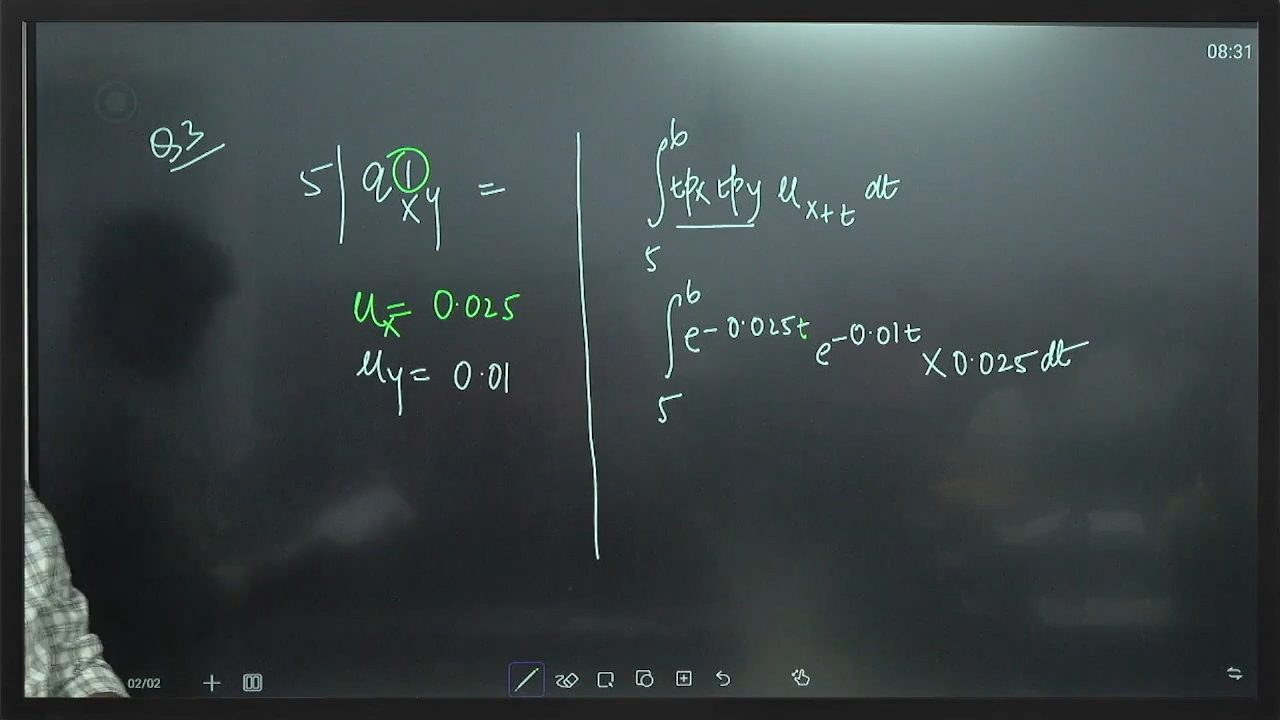 08:31
Q3
5| q¹xy =
μx = 0.025
μy = 0.01
∫₅⁶ tpx tpy μx+t dt
∫₅⁶ e^-0.025t e^-0.01t × 0.025 dt
02/02